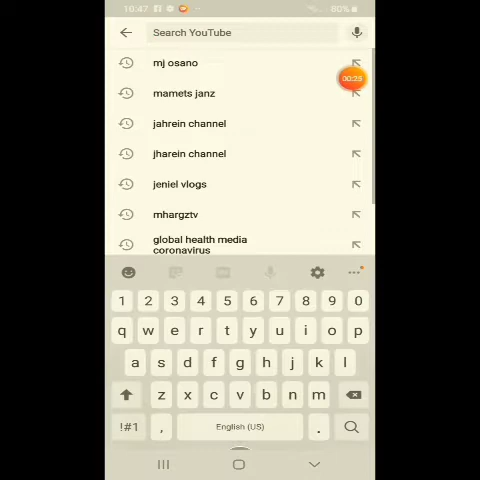 10:47
80%
Search YouTube
mj osano
00:25
mamets janz
jahrein channel
jharein channel
jeniel vlogs
mhargztv
global health media
coronavirus
1 2 3 4 5 6 7 8 9 0
q w e r t y u i o p
a s d f g h j k l
z x c v b n m
!#1 , English (US) .